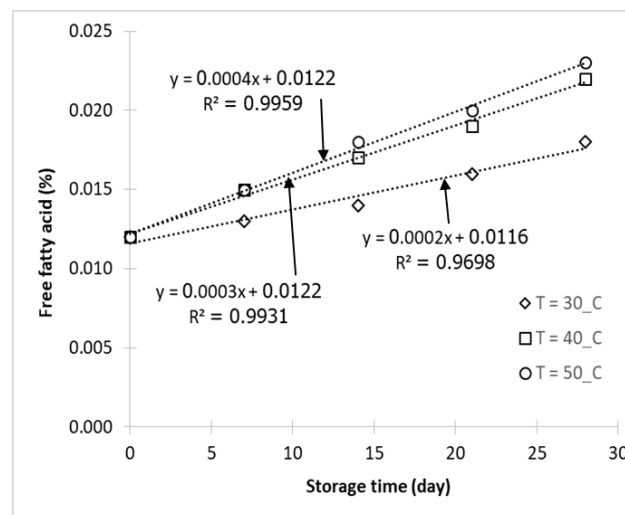 0.025
0.020
0.015
0.010
0.005
0.000
Free fatty acid (%)
y = 0.0004x + 0.0122
R² = 0.9959
y = 0.0002x + 0.0116
R² = 0.9698
y = 0.0003x + 0.0122
R² = 0.9931
T = 30_C
T = 40_C
T = 50_C
0 5 10 15 20 25 30
Storage time (day)